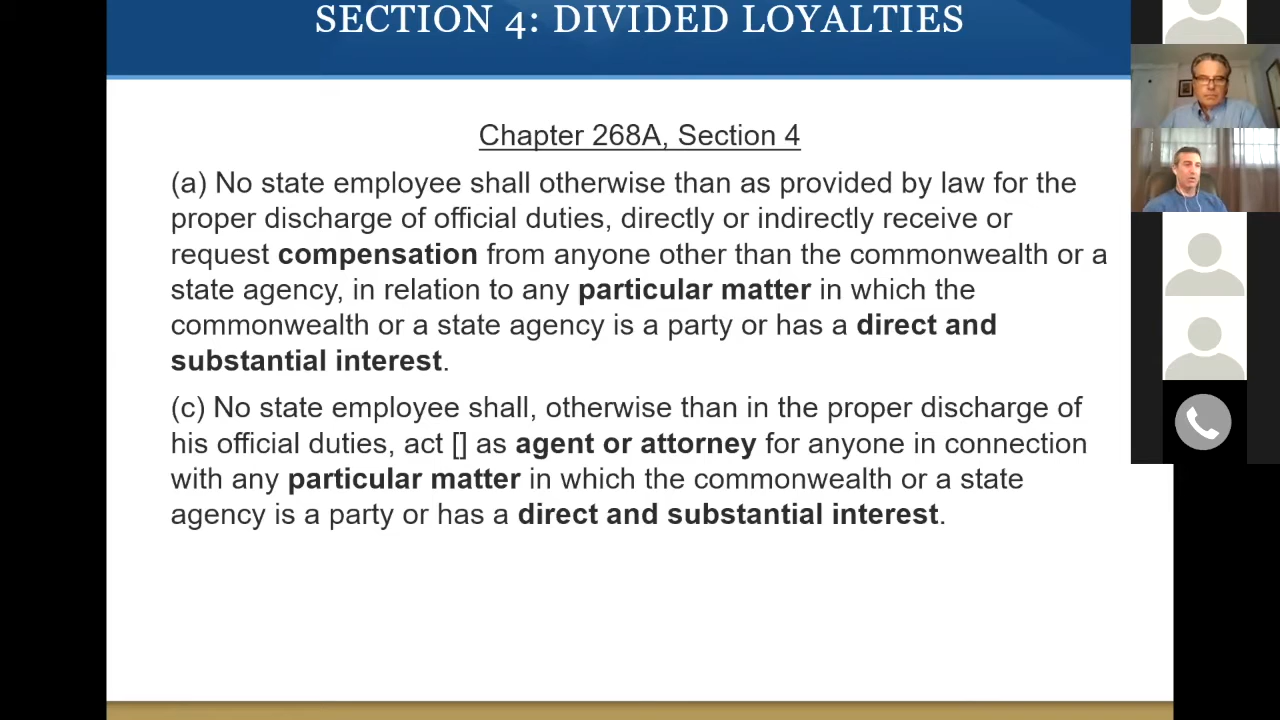 SECTION 4: DIVIDED LOYALTIES
Chapter 268A, Section 4
(a) No state employee shall otherwise than as provided by law for the
proper discharge of official duties, directly or indirectly receive or
request compensation from anyone other than the commonwealth or a
state agency, in relation to any particular matter in which the
commonwealth or a state agency is a party or has a direct and
substantial interest.
(c) No state employee shall, otherwise than in the proper discharge of
his official duties, act [] as agent or attorney for anyone in connection
with any particular matter in which the commonwealth or a state
agency is a party or has a direct and substantial interest.